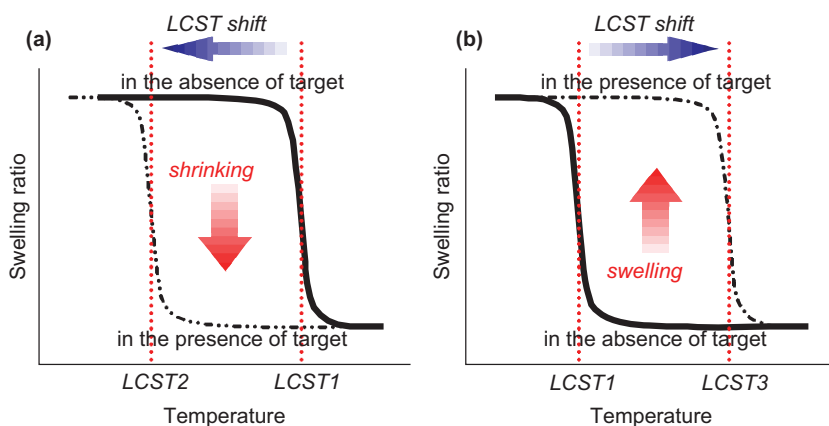 (a)
LCST shift
in the absence of target
shrinking
Swelling ratio
in the presence of target
LCST2
LCST1
Temperature
(b)
LCST shift
in the presence of target
swelling
Swelling ratio
in the absence of target
LCST1
LCST3
Temperature